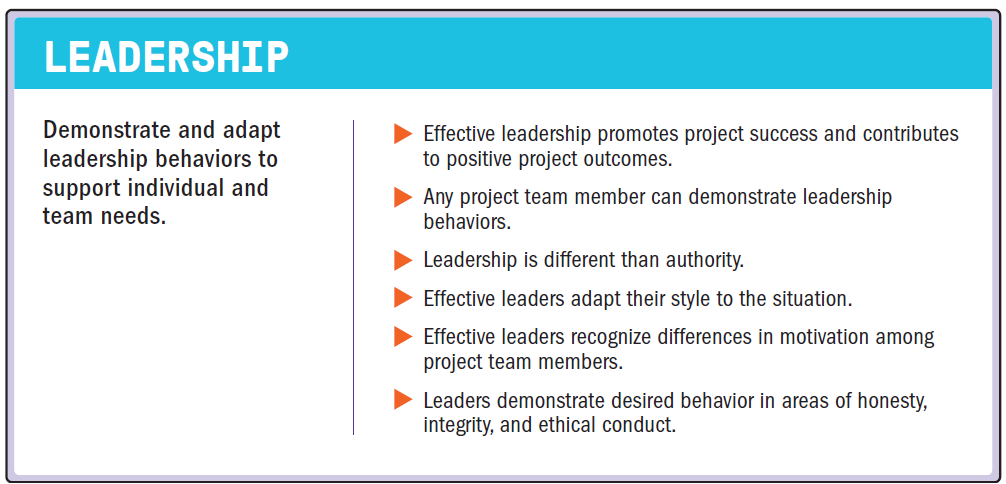 LEADERSHIP
Demonstrate and adapt
leadership behaviors to
support individual and
team needs.
Effective leadership promotes project success and contributes
to positive project outcomes.
Any project team member can demonstrate leadership
behaviors.
Leadership is different than authority.
Effective leaders adapt their style to the situation.
Effective leaders recognize differences in motivation among
project team members.
Leaders demonstrate desired behavior in areas of honesty,
integrity, and ethical conduct.